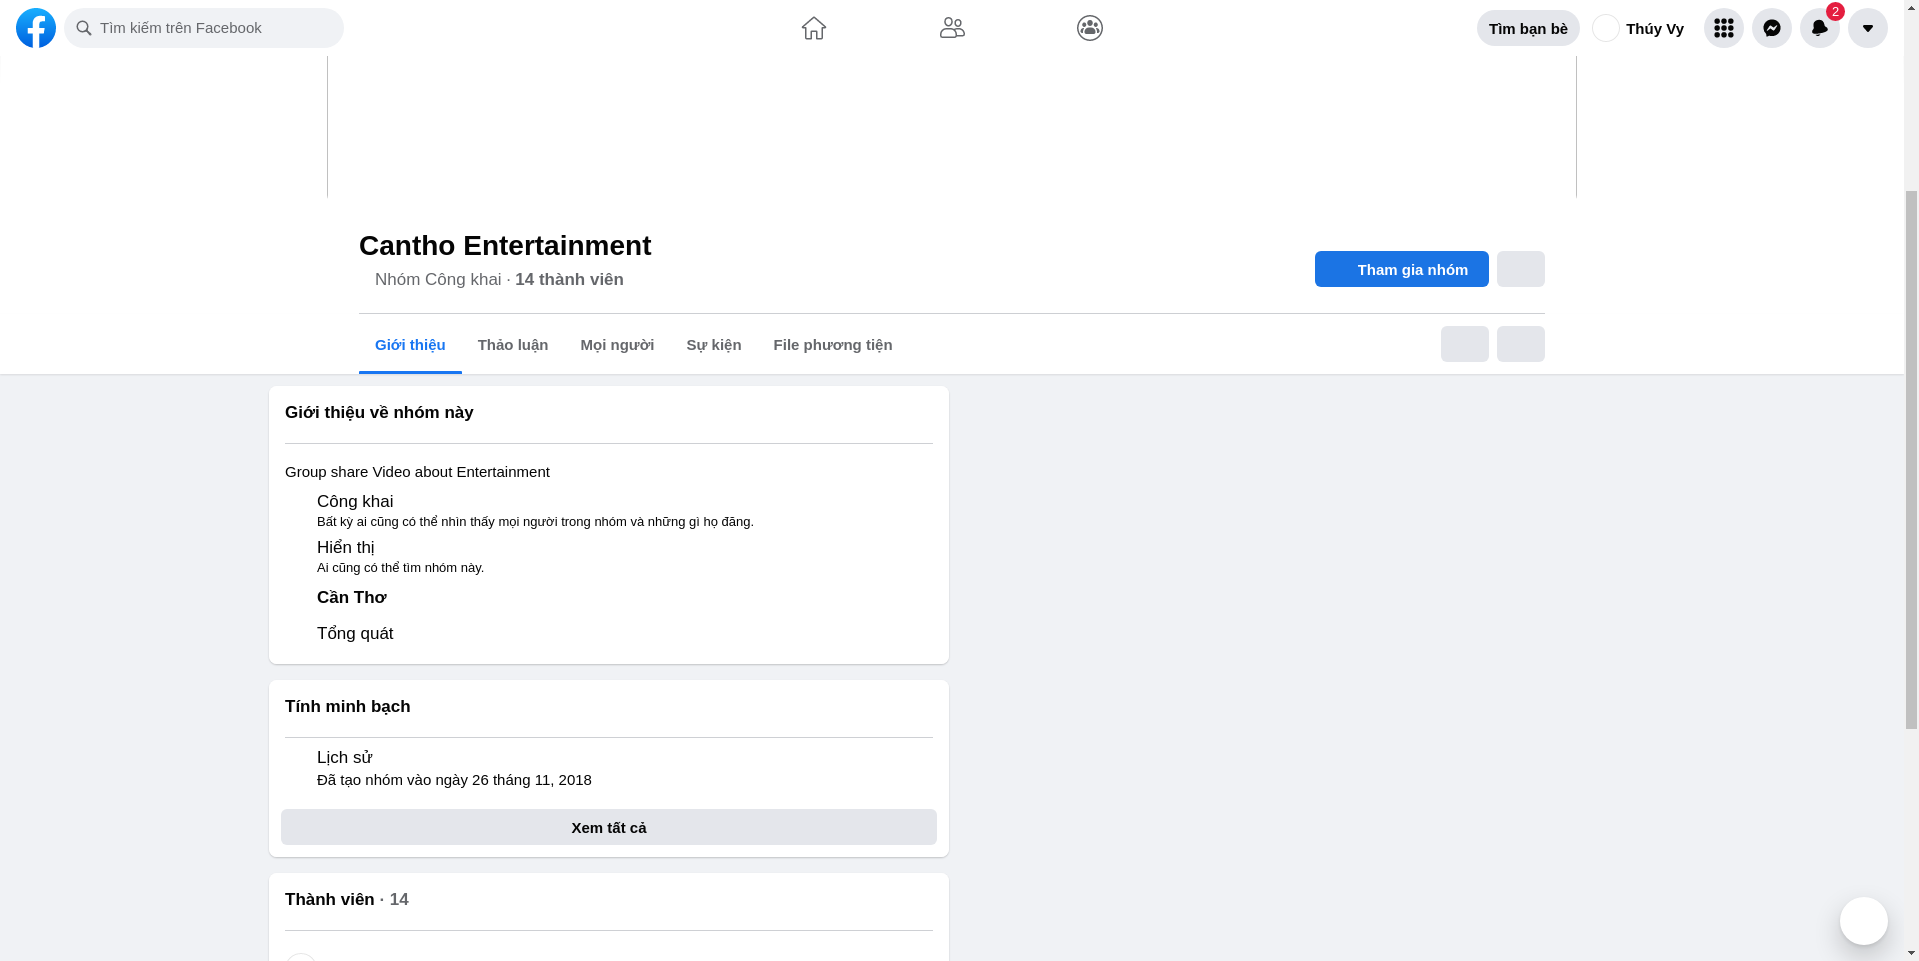 Tìm kiếm trên Facebook
Tìm bạn bè
Thúy Vy
2
Cantho Entertainment
Nhóm Công khai · 14 thành viên
Tham gia nhóm
Giới thiệu
Thảo luận
Mọi người
Sự kiện
File phương tiện
Giới thiệu về nhóm này
Group share Video about Entertainment
Công khai
Bất kỳ ai cũng có thể nhìn thấy mọi người trong nhóm và những gì họ đăng.
Hiển thị
Ai cũng có thể tìm nhóm này.
Cần Thơ
Tổng quát
Tính minh bạch
Lịch sử
Đã tạo nhóm vào ngày 26 tháng 11, 2018
Xem tất cả
Thành viên · 14